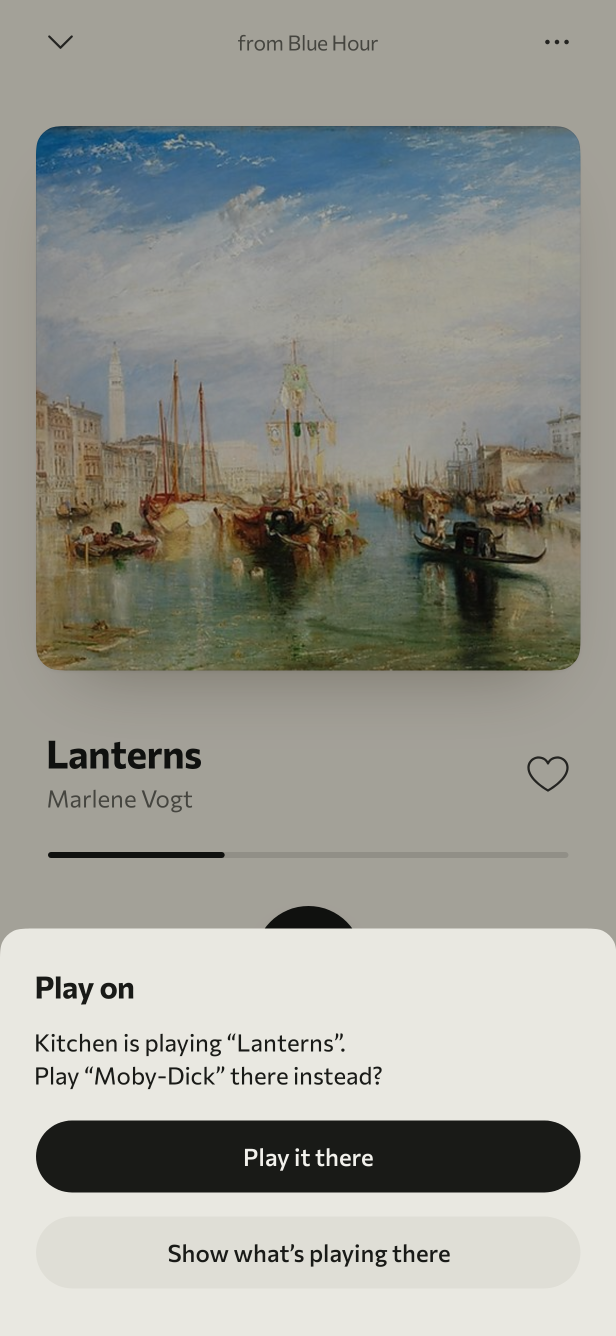 from Blue Hour
Lanterns
Marlene Vogt
Play on
Kitchen is playing “Lanterns”.
Play “Moby-Dick” there instead?
Play it there
Show what’s playing there